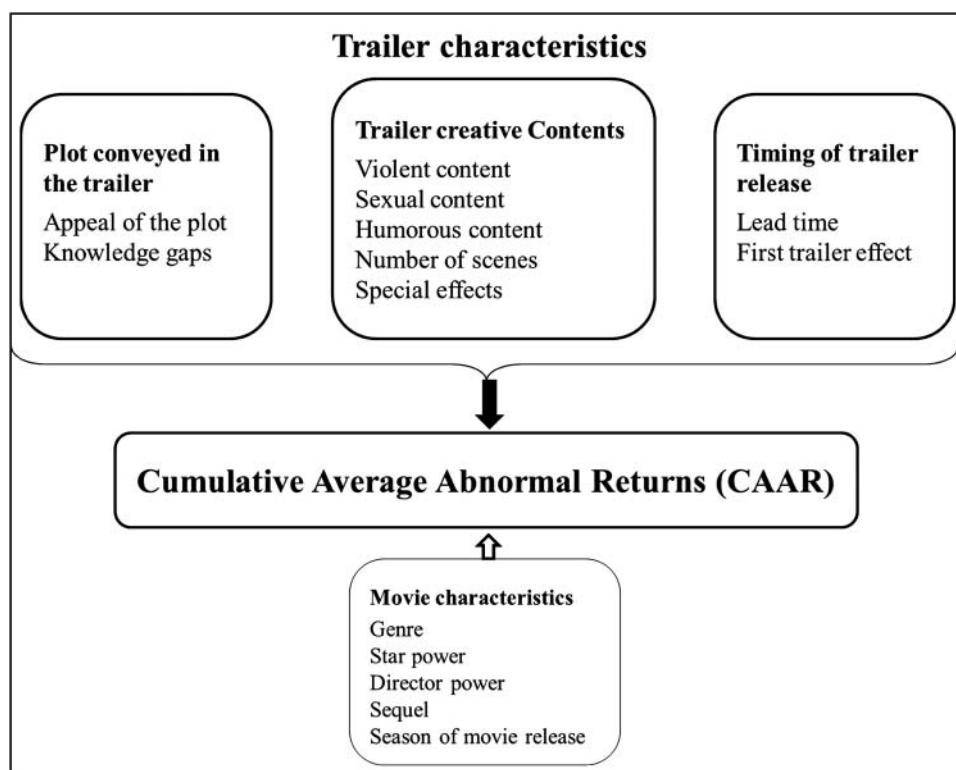 Trailer characteristics
Plot conveyed in
the trailer
Appeal of the plot
Knowledge gaps
Trailer creative Contents
Violent content
Sexual content
Humorous content
Number of scenes
Special effects
Timing of trailer
release
Lead time
First trailer effect
Cumulative Average Abnormal Returns (CAAR)
Movie characteristics
Genre
Star power
Director power
Sequel
Season of movie release